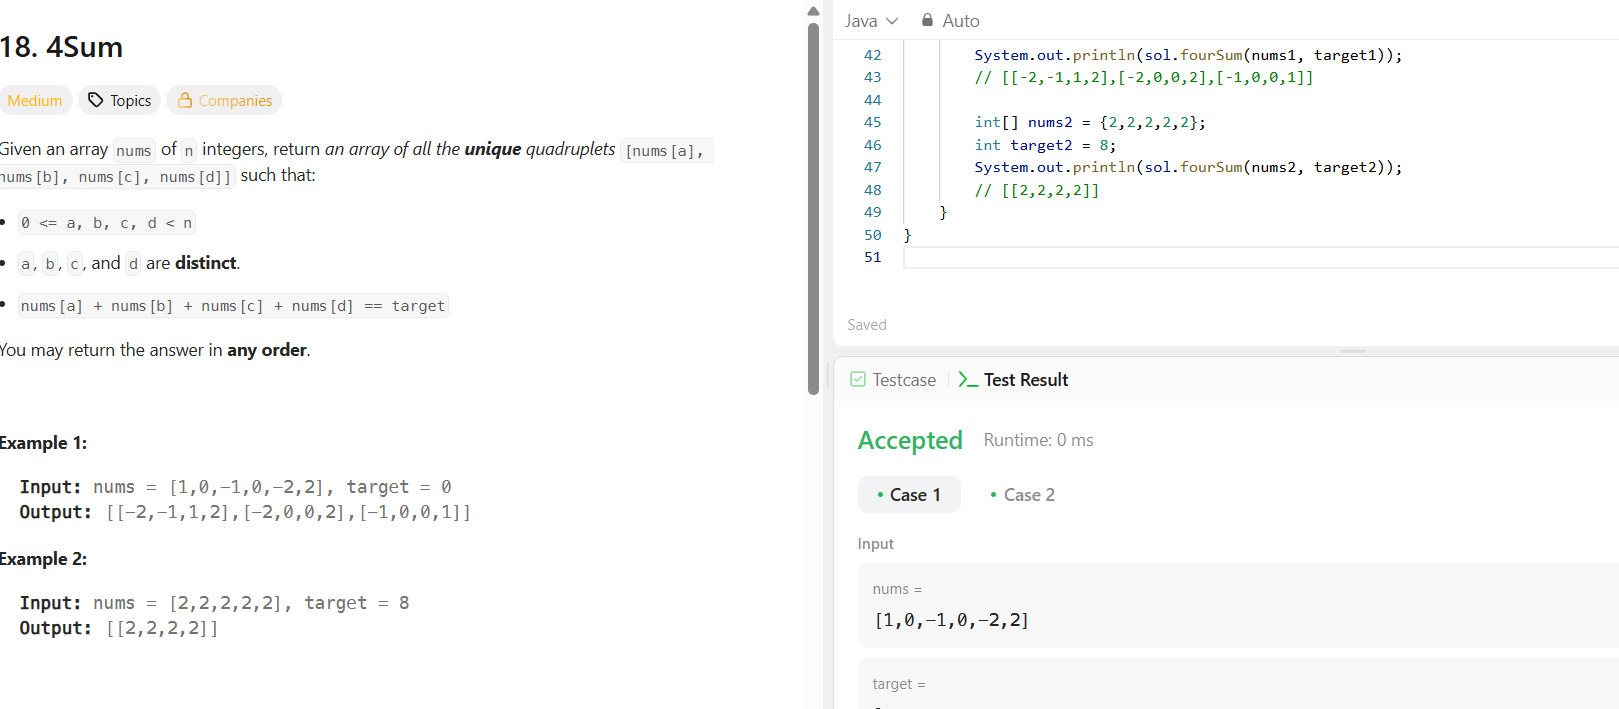 18. 4Sum
Medium
Topics
Companies
Given an array nums of n integers, return an array of all the unique quadruplets [nums[a],
nums[b], nums[c], nums[d]] such that:
• 0 <= a, b, c, d < n
• a, b, c, and d are distinct.
• nums[a] + nums[b] + nums[c] + nums[d] == target
You may return the answer in any order.
Example 1:
Input: nums = [1,0,-1,0,-2,2], target = 0
Output: [[-2,-1,1,2],[-2,0,0,2],[-1,0,0,1]]
Example 2:
Input: nums = [2,2,2,2,2], target = 8
Output: [[2,2,2,2]]
Java
Auto
42 System.out.println(sol.fourSum(nums1, target1));
43 // [[-2,-1,1,2],[-2,0,0,2],[-1,0,0,1]]
44
45 int[] nums2 = {2,2,2,2,2};
46 int target2 = 8;
47 System.out.println(sol.fourSum(nums2, target2));
48 // [[2,2,2,2]]
49 }
50 }
51
Saved
Testcase
>_ Test Result
Accepted
Runtime: 0 ms
• Case 1
• Case 2
Input
nums =
[1,0,-1,0,-2,2]
target =